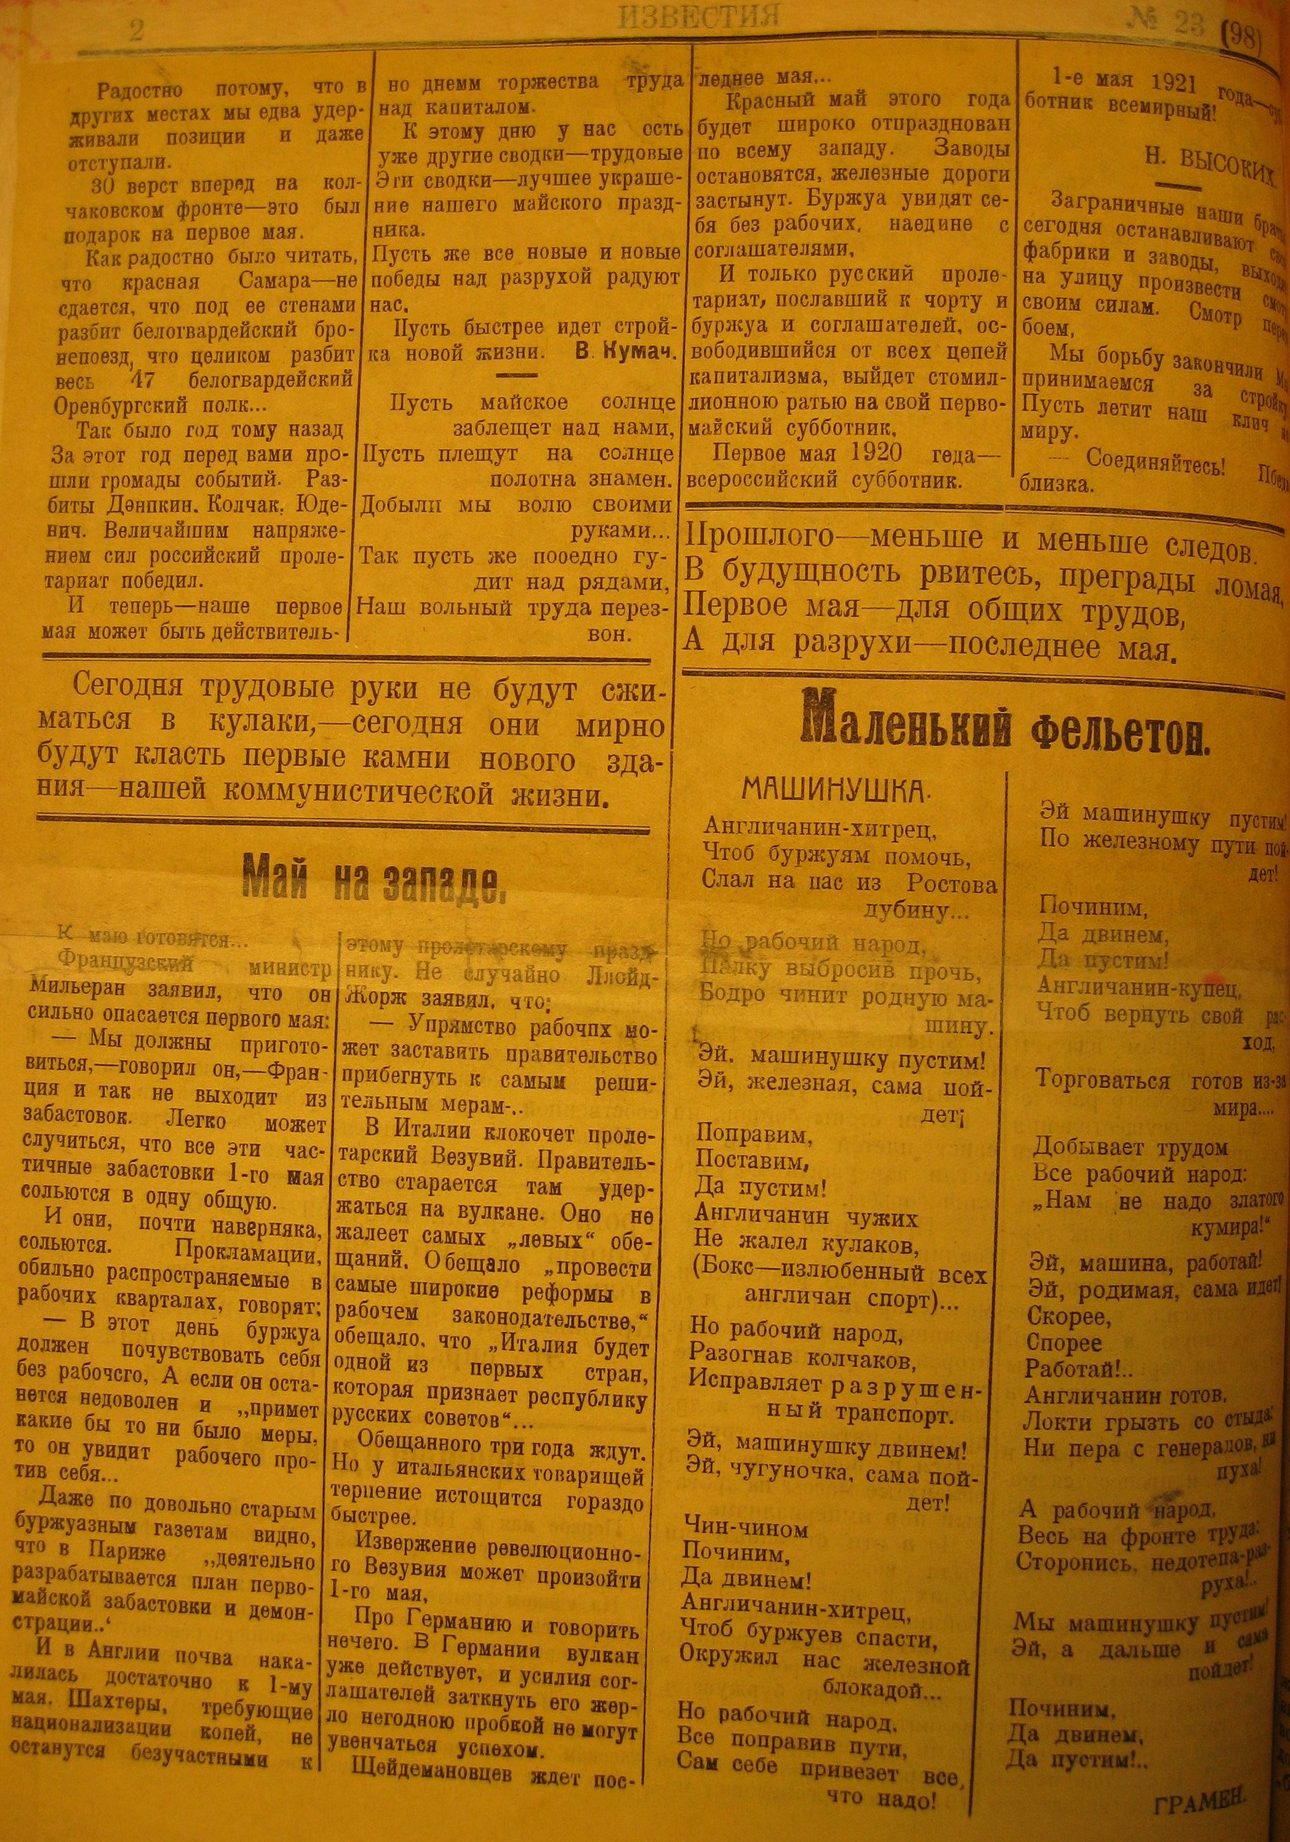 2
ИЗВЕСТИЯ
№ 23 (98)
Радостно потому, что в
других местах мы едва удер-
живали позиции и даже
отступали.
30 верст вперед на кол-
чаковском фронте—это был
подарок на первое мая.
Как радостно было читать,
что красная Самара—не
сдается, что под ее стенами
разбит белогвардейский бро-
непоезд, что целиком разбит
весь 47 белогвардейский
Оренбургский полк...
Так было год тому назад
За этот год перед вами про-
шли громады событий. Раз-
биты Деникин. Колчак. Юде-
нич. Величайшим напряже-
нием сил российский проле-
тариат победил.
И теперь—наше первое
мая может быть действитель-
но днемм торжества труда
над капиталом.
К этому дню у нас есть
уже другие сводки—трудовые
Эти сводки—лучшее украше-
ние нашего майского празд-
ника.
Пусть же все новые и новые
победы над разрухой радуют
нас.
Пусть быстрее идет строй-
ка новой жизни. В. Кумач.
Пусть майское солнце
заблещет над нами,
Пусть плещут на солнце
полотна знамен.
Добыли мы волю своими
руками...
Так пусть же победно гу-
дит над рядами,
Наш вольный труда перез-
вон.
Сегодня трудовые руки не будут сжи-
маться в кулаки,—сегодня они мирно
будут класть первые камни нового зда-
ния—нашей коммунистической жизни.
Май на западе.
К маю готовятся...
Французский министр
Мильеран заявил, что он
сильно опасается первого мая:
— Мы должны пригото-
виться,—говорил он,—Фран-
ция и так не выходит из
забастовок. Легко может
случиться, что все эти час-
тичные забастовки 1-го мая
сольются в одну общую.
И они, почти наверняка,
сольются. Прокламации,
обильно распространяемые в
рабочих кварталах, говорят:
— В этот день буржуа
должен почувствовать себя
без рабочего, А если он оста-
нется недоволен и „примет
какие бы то ни было меры,
то он увидит рабочего про-
тив себя...
Даже по довольно старым
буржуазным газетам видно,
что в Париже „деятельно
разрабатывается план перво-
майской забастовки и демон-
страции..‘
И в Англии почва нака-
лилась достаточно к 1-му
мая. Шахтеры, требующие
национализации копей, не
останутся безучастными к
этому пролетарскому празд-
нику. Не случайно Ллойд-
Жорж заявил, что:
— Упрямство рабочих мо-
жет заставить правительство
прибегнуть к самым реши-
тельным мерам-..
В Италии клокочет проле-
тарский Везувий. Правитель-
ство старается там удер-
жаться на вулкане. Оно не
жалеет самых „левых“ обе-
щаний. Обещало „провести
самые широкие реформы в
рабочем законодательстве,“
обещало, что „Италия будет
одной из первых стран,
которая признает республику
русских советов“...
Обещанного три года ждут.
Но у итальянских товарищей
терпение истощится гораздо
быстрее.
Извержение революционно-
го Везувия может произойти
1-го мая,
Про Германию и говорить
нечего. В Германии вулкан
уже действует, и усилия сог-
лашателей заткнуть его жер-
ло негодною пробкой не могут
увенчаться успехом.
Щейдемановцев ждет пос-
леднее мая...
Красный май этого года
будет широко отпразднован
по всему западу. Заводы
остановятся, железные дороги
застынут. Буржуа увидят се-
бя без рабочих, наедине с
соглашателями,
И только русский проле-
тариат, пославший к чорту и
буржуа и соглашателей, ос-
вободившийся от всех цепей
капитализма, выйдет стомил-
лионною ратью на свой перво-
майский субботник,
Первое мая 1920 геда—
всероссийский субботник.
1-е мая 1921 года—суб
ботник всемирный!
Н. ВЫСОКИХ.
Заграничные наши братья
сегодня останавливают свои
фабрики и заводы, выходят
на улицу произвести смотр
своим силам. Смотр перед
боем,
Мы борьбу закончили Мы
принимаемся за стройку
Пусть летит наш клич по
миру.
— Соединяйтесь! Победа
близка.
Прошлого—меньше и меньше следов.
В будущность рвитесь, преграды ломая,
Первое мая—для общих трудов,
А для разрухи—последнее мая.
Маленький фельетон.
МАШИНУШКА.
Англичанин-хитрец,
Чтоб буржуям помочь,
Слал на нас из Ростова
дубину...
Но рабочий народ,
Палку выбросив прочь,
Бодро чинит родную ма-
шину.
Эй. машинушку пустим!
Эй, железная, сама пой-
дет!
Поправим,
Поставим,
Да пустим!
Англичанин чужих
Не жалел кулаков,
(Бокс—излюбенный всех
англичан спорт)...
Но рабочий народ,
Разогнав колчаков,
Исправляет разрушен-
ный транспорт.
Эй, машинушку двинем!
Эй, чугуночка, сама пой-
дет!
Чин-чином
Починим,
Да двинем!
Англичанин-хитрец,
Чтоб буржуев спасти,
Окружил нас железной
блокадой...
Но рабочий народ,
Все поправив пути,
Сам себе привезет все,
что надо!
Эй машинушку пустим!
По железному пути пой-
дет!
Починим,
Да двинем,
Да пустим!
Англичанин-купец,
Чтоб вернуть свой рас-
ход,
Торговаться готов из-за
мира....
Добывает трудом
Все рабочий народ:
„Нам не надо златого
кумира!“
Эй, машина, работай!
Эй, родимая, сама идет!
Скорее,
Спорее
Работай!..
Англичанин готов,
Локти грызть со стыда:
Ни пера с генералов, ни
пуха!
А рабочий народ,
Весь на фронте труда:
Сторонись, недотепа-раз-
руха!..
Мы машинушку пустим!
Эй, а дальше и сама
пойдет!
Починим,
Да двинем,
Да пустим!..
ГРАМЕН.